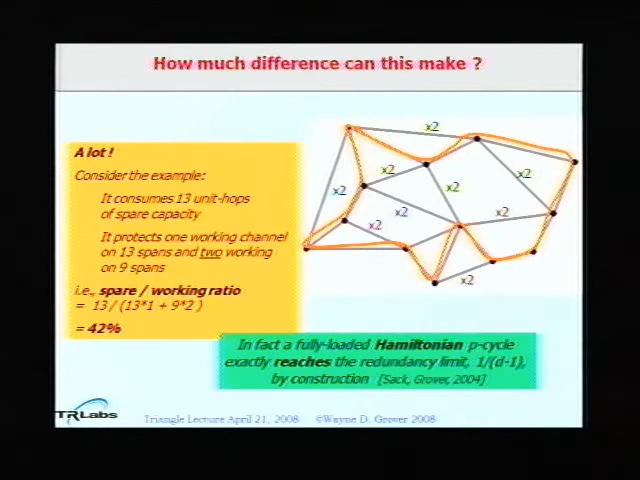 How much difference can this make ?
A lot !
Consider the example:
It consumes 13 unit-hops
of spare capacity
It protects one working channel
on 13 spans and two working
on 9 spans
i.e., spare / working ratio
= 13 / (13*1 + 9*2 )
= 42%
x2
x2
x2
x2
x2
x2
x2
x2
x2
In fact a fully-loaded Hamiltonian p-cycle
exactly reaches the redundancy limit, 1/(d-1),
by construction [Sack, Grover, 2004]
TRLabs
Triangle Lecture April 21, 2008 ©Wayne D. Grover 2008